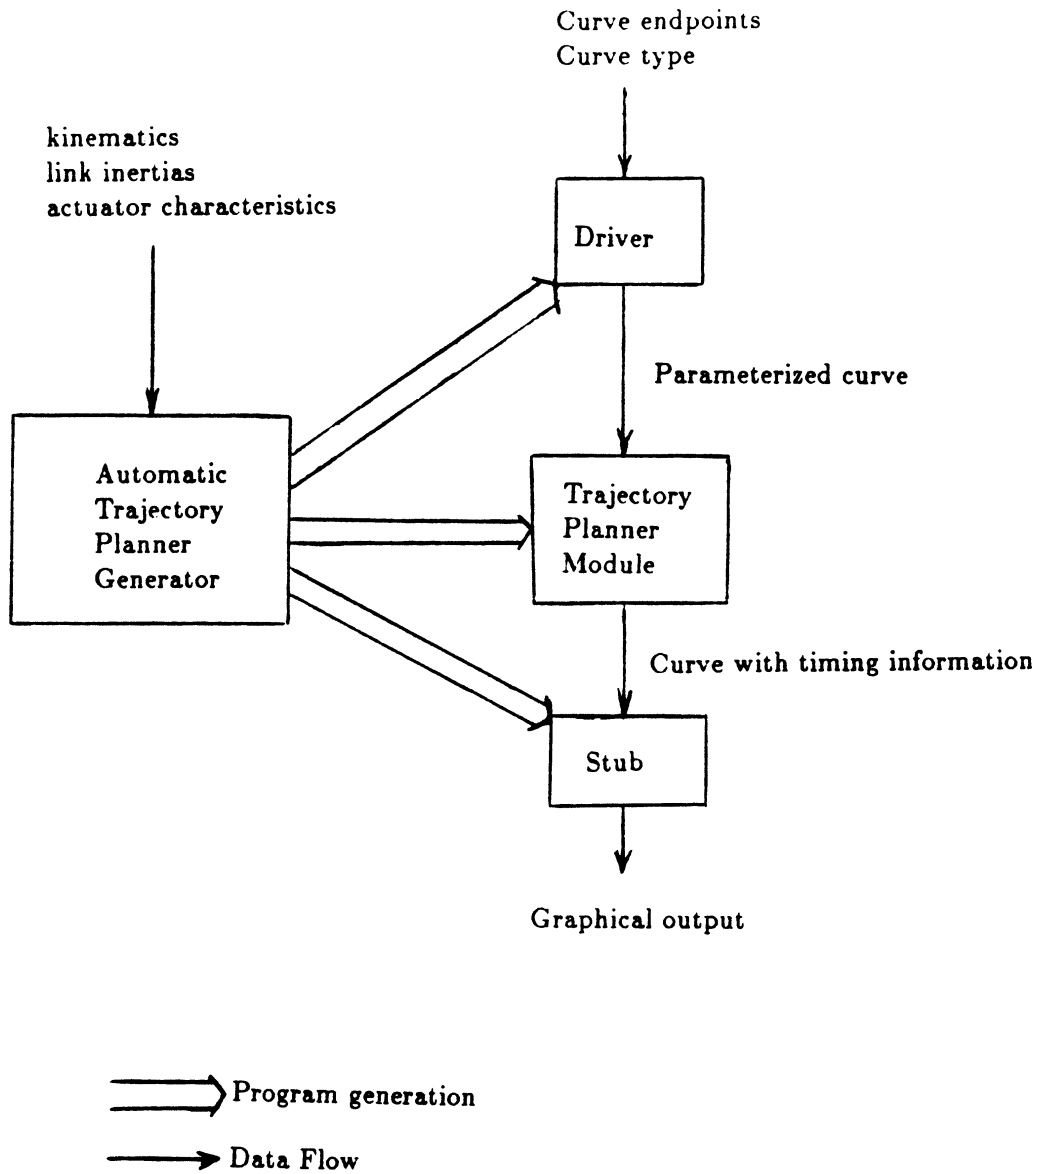 Curve endpoints
Curve type
kinematics
link inertias
actuator characteristics
Driver
Parameterized curve
Automatic
Trajectory
Planner
Generator
Trajectory
Planner
Module
Curve with timing information
Stub
Graphical output
Program generation
Data Flow